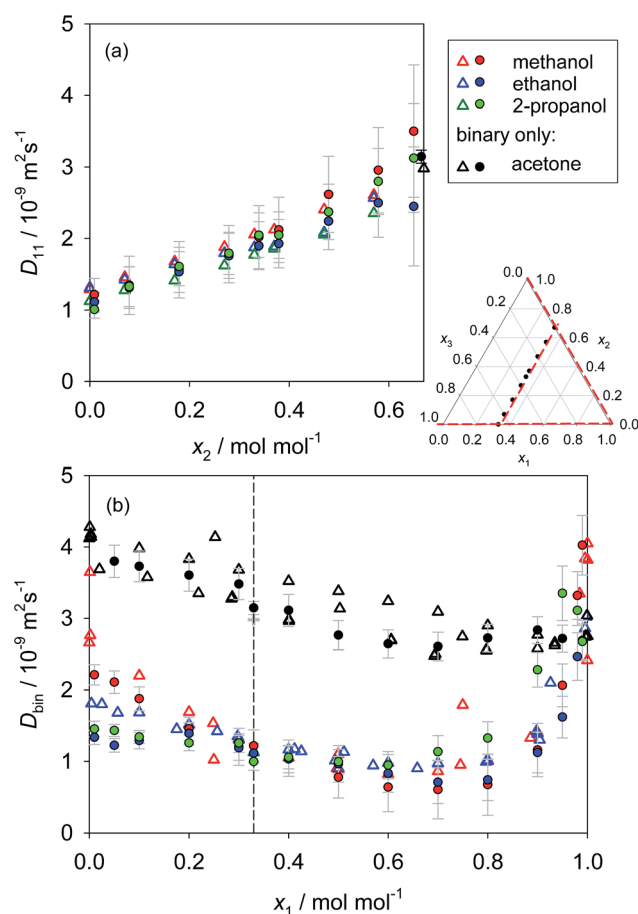 (a)
5
4
3
2
1
0
D11 / 10-9 m2s-1
0.0 0.2 0.4 0.6
x2 / mol mol-1
methanol
ethanol
2-propanol
binary only:
acetone
0.0 1.0
0.2 0.8
x3 x2
0.4 0.6
0.6 0.4
0.8 0.2
1.0 0.0
0.0 0.2 0.4 0.6 0.8 1.0
x1
(b)
5
4
3
2
1
0
Dbin / 10-9 m2s-1
0.0 0.2 0.4 0.6 0.8 1.0
x1 / mol mol-1